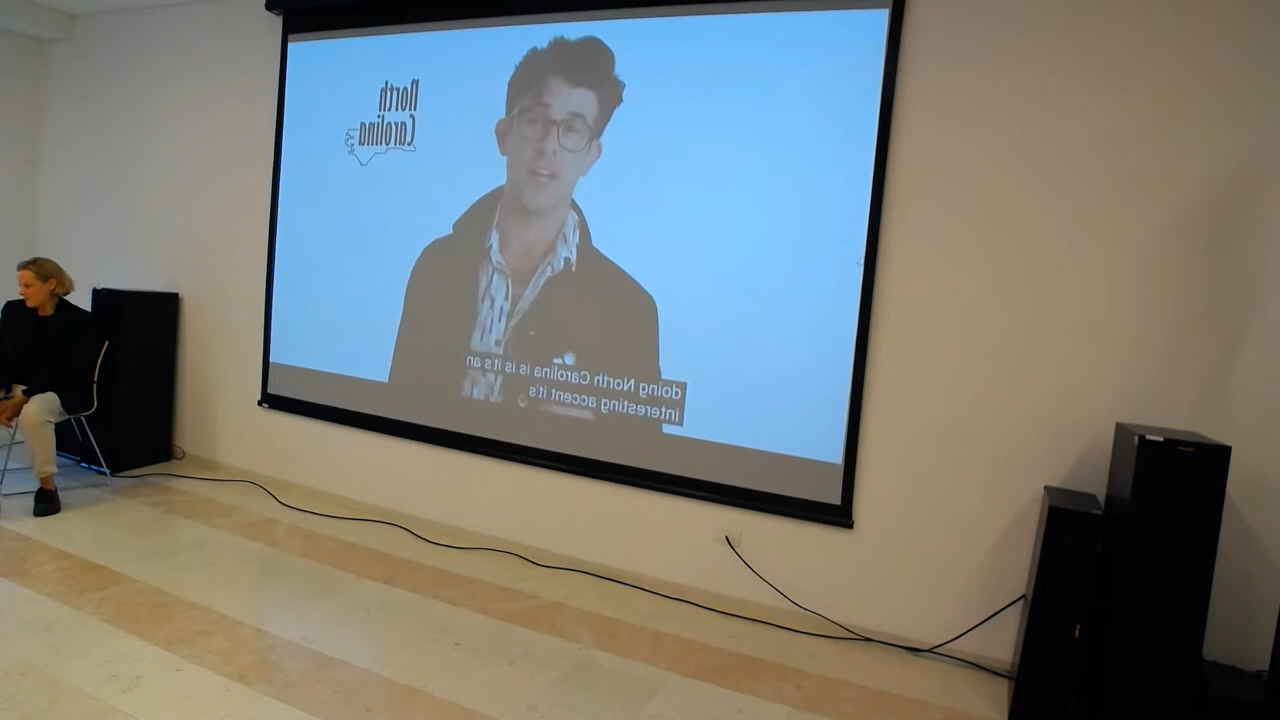 North
Carolina
doing North Carolina is is it's an
interesting accent it's